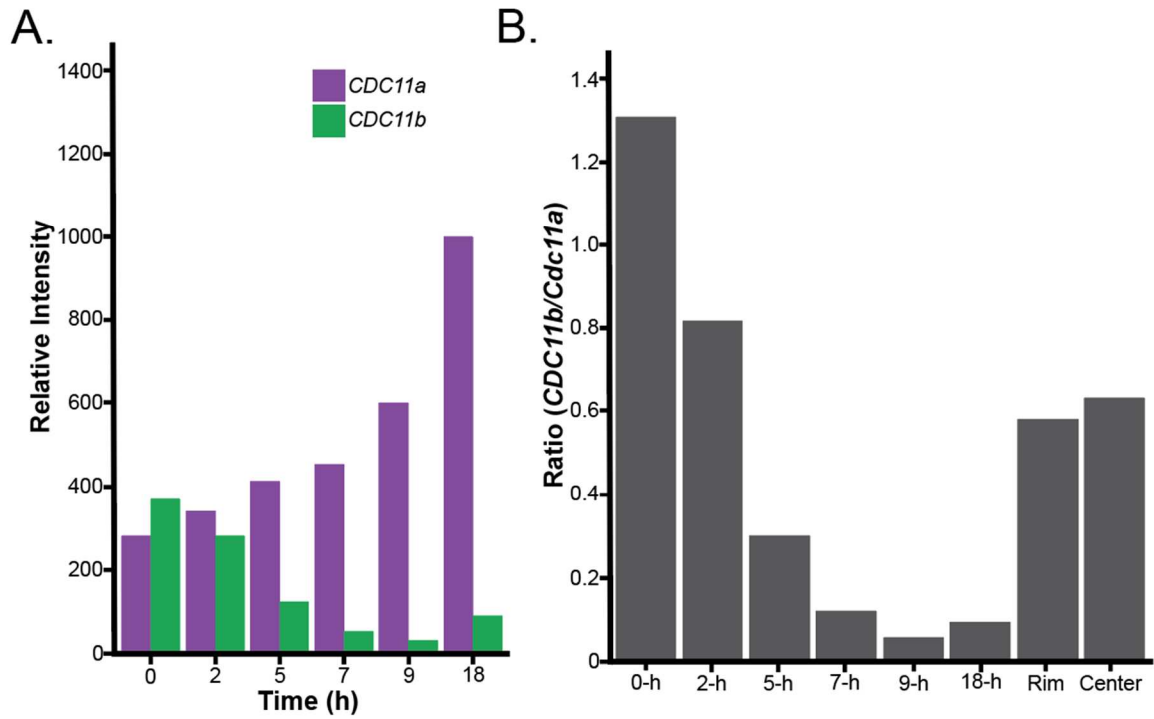 A.
1400
1200
1000
800
600
400
200
0
Relative Intensity
CDC11a
CDC11b
0 2 5 7 9 18
Time (h)
B.
1.4
1.2
1.0
0.8
0.6
0.4
0.2
0
Ratio (CDC11b/Cdc11a)
0-h 2-h 5-h 7-h 9-h 18-h Rim Center